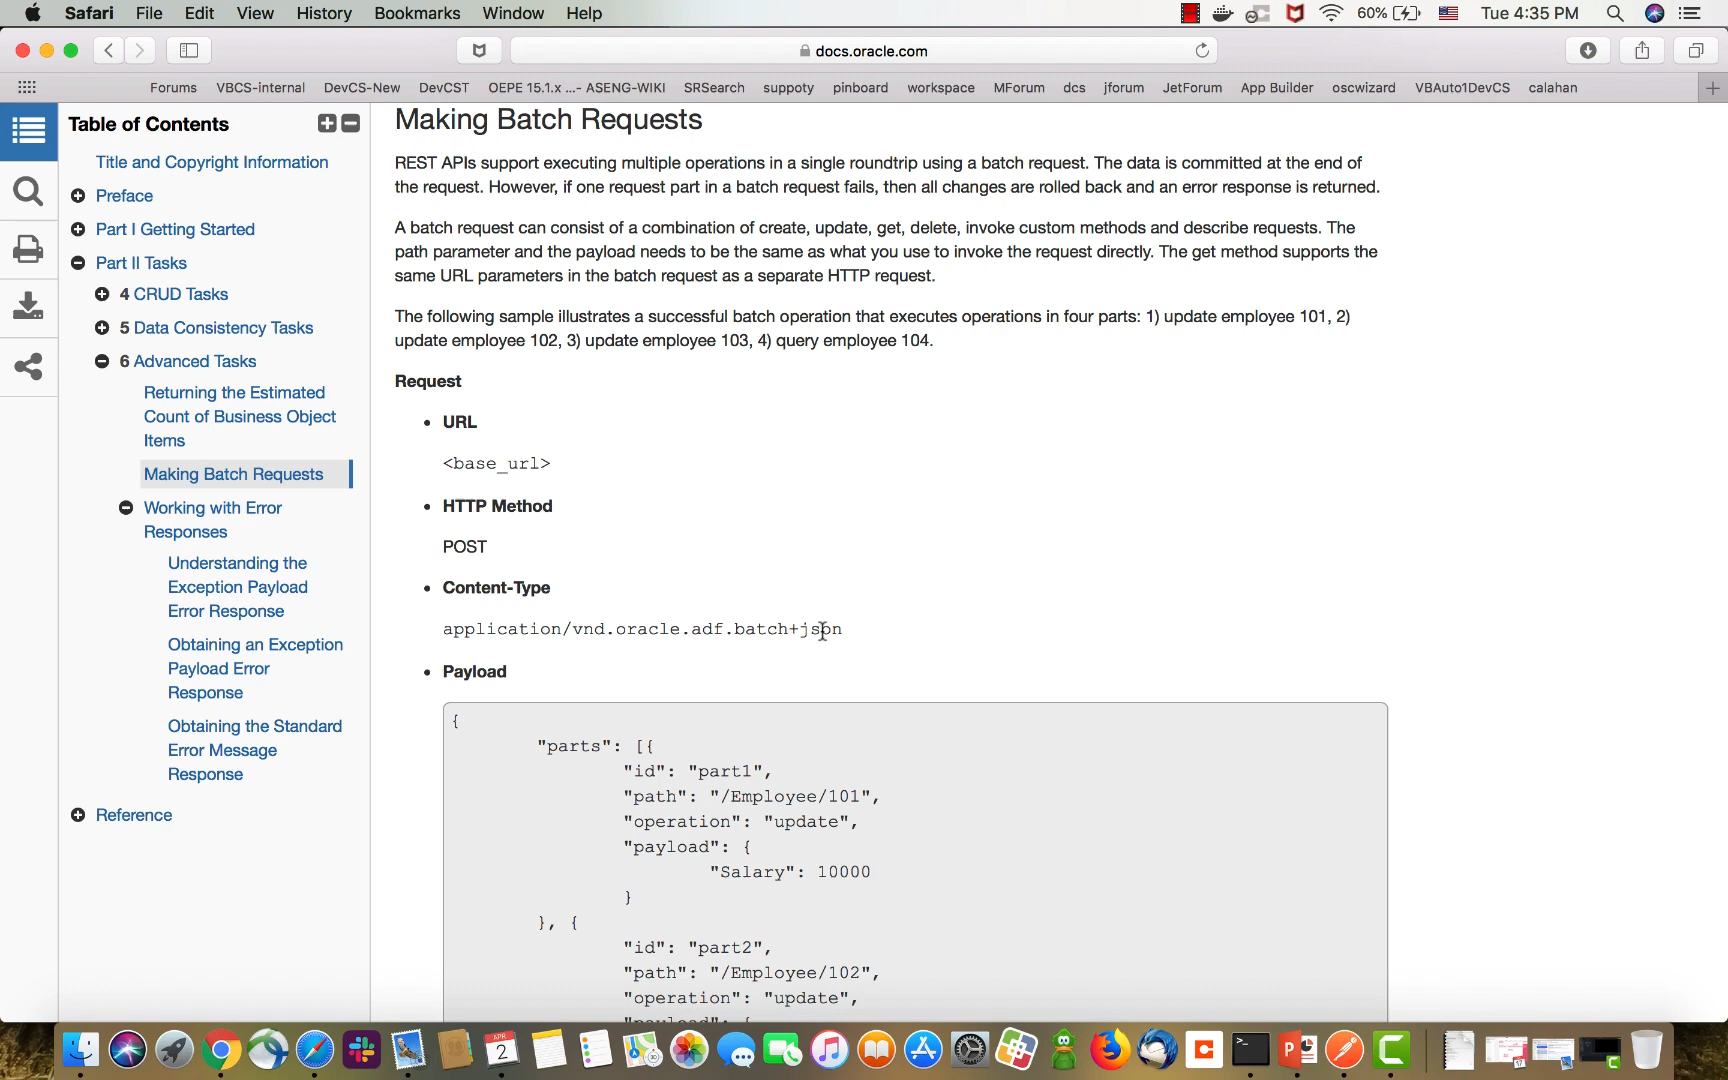 Safari File Edit View History Bookmarks Window Help 60% Tue 4:35 PM
docs.oracle.com
Forums VBCS-internal DevCS-New DevCST OEPE 15.1.x ...- ASENG-WIKI SRSearch suppoty pinboard workspace MForum dcs jforum JetForum App Builder oscwizard VBAuto1DevCS calahan
Table of Contents
Title and Copyright Information
Preface
Part I Getting Started
Part II Tasks
4 CRUD Tasks
5 Data Consistency Tasks
6 Advanced Tasks
Returning the Estimated
Count of Business Object
Items
Making Batch Requests
Working with Error
Responses
Understanding the
Exception Payload
Error Response
Obtaining an Exception
Payload Error
Response
Obtaining the Standard
Error Message
Response
Reference
Making Batch Requests
REST APIs support executing multiple operations in a single roundtrip using a batch request. The data is committed at the end of
the request. However, if one request part in a batch request fails, then all changes are rolled back and an error response is returned.
A batch request can consist of a combination of create, update, get, delete, invoke custom methods and describe requests. The
path parameter and the payload needs to be the same as what you use to invoke the request directly. The get method supports the
same URL parameters in the batch request as a separate HTTP request.
The following sample illustrates a successful batch operation that executes operations in four parts: 1) update employee 101, 2)
update employee 102, 3) update employee 103, 4) query employee 104.
Request
• URL
<base_url>
• HTTP Method
POST
• Content-Type
application/vnd.oracle.adf.batch+json
• Payload
{
"parts": [{
"id": "part1",
"path": "/Employee/101",
"operation": "update",
"payload": {
"Salary": 10000
}
}, {
"id": "part2",
"path": "/Employee/102",
"operation": "update",
"payload": {
APR
2